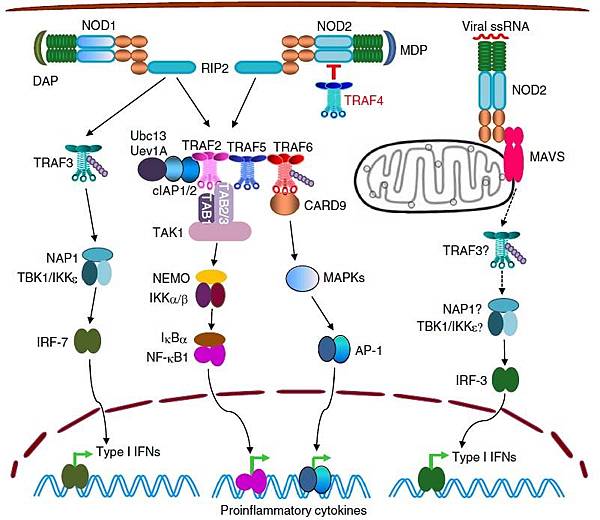 NOD1
NOD2
Viral ssRNA
DAP
RIP2
MDP
NOD2
TRAF4
Ubc13
Uev1A
TRAF2
TRAF5
TRAF6
TRAF3
MAVS
cIAP1/2
TAB1
TAB2/3
CARD9
TAK1
TRAF3?
NAP1
TBK1/IKKε
NEMO
IKKα/β
MAPKs
NAP1?
TBK1/IKKε?
IRF-7
IκBα
NF-κB1
AP-1
IRF-3
Type I IFNs
Type I IFNs
Proinflammatory cytokines